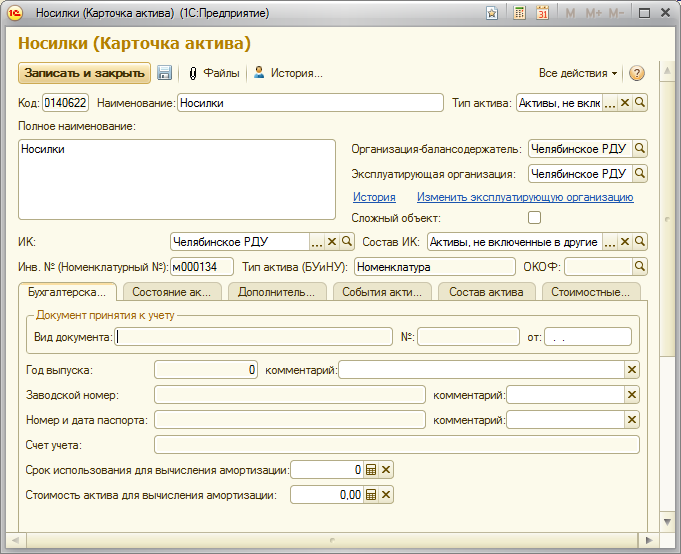 Носилки (Карточка актива) (1С:Предприятие)
M M+ M-
Носилки (Карточка актива)
Записать и закрыть Файлы История... Все действия
Код: 0140622 Наименование: Носилки Тип актива: Активы, не вклк ...
Полное наименование:
Носилки
Организация-балансодержатель: Челябинское РДУ
Эксплуатирующая организация: Челябинское РДУ
История Изменить эксплуатирующую организацию
Сложный объект:
ИК: Челябинское РДУ ... Состав ИК: Активы, не включенные в другие ...
Инв. № (Номенклатурный №): м000134 Тип актива (БУиНУ): Номенклатура ОКОФ:
Бухгалтерска... Состояние ак... Дополнитель... События акти... Состав актива Стоимостные...
Документ принятия к учету
Вид документа: №: от: . .
Год выпуска: 0 комментарий:
Заводской номер: комментарий:
Номер и дата паспорта: комментарий:
Счет учета:
Срок использования для вычисления амортизации: 0
Стоимость актива для вычисления амортизации: 0,00